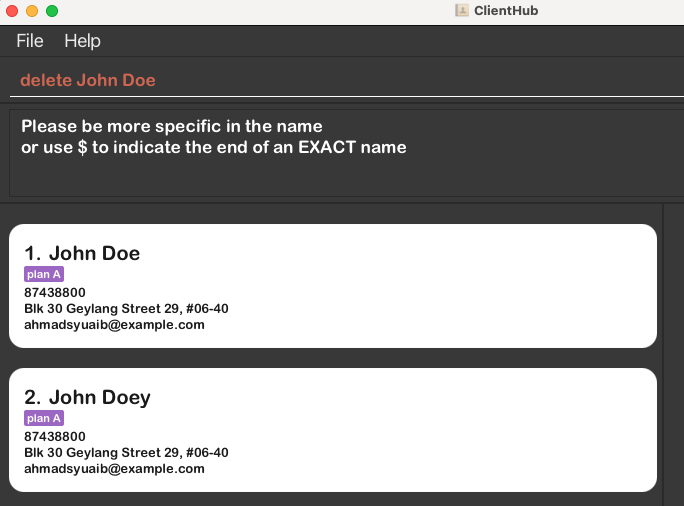 ClientHub
File Help
delete John Doe
Please be more specific in the name
or use $ to indicate the end of an EXACT name
1. John Doe
plan A
87438800
Blk 30 Geylang Street 29, #06-40
ahmadsyuaib@example.com
2. John Doey
plan A
87438800
Blk 30 Geylang Street 29, #06-40
ahmadsyuaib@example.com